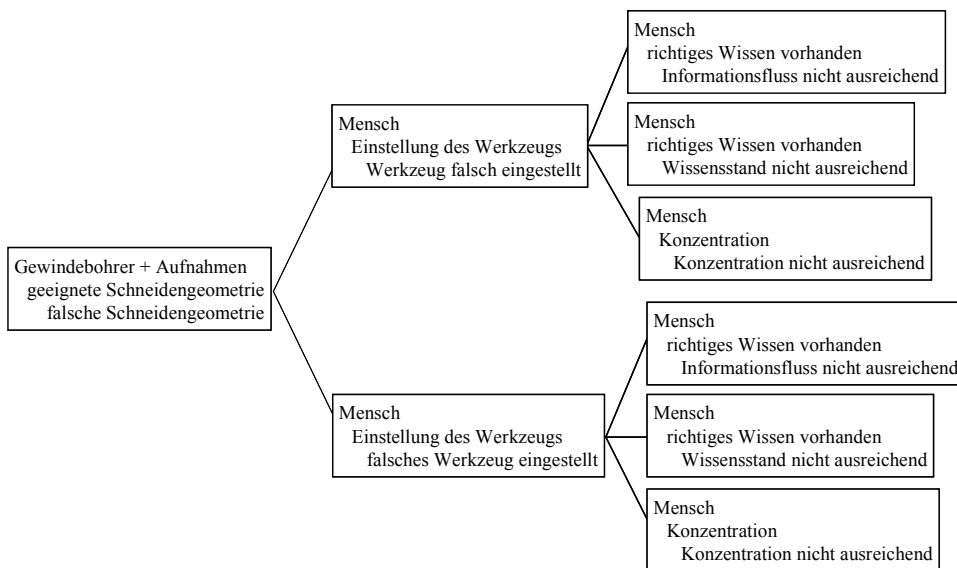 Mensch
richtiges Wissen vorhanden
Informationsfluss nicht ausreichend
Mensch
Einstellung des Werkzeugs
Werkzeug falsch eingestellt
Mensch
richtiges Wissen vorhanden
Wissensstand nicht ausreichend
Mensch
Konzentration
Konzentration nicht ausreichend
Gewindebohrer + Aufnahmen
geeignete Schneidengeometrie
falsche Schneidengeometrie
Mensch
richtiges Wissen vorhanden
Informationsfluss nicht ausreichend
Mensch
Einstellung des Werkzeugs
falsches Werkzeug eingestellt
Mensch
richtiges Wissen vorhanden
Wissensstand nicht ausreichend
Mensch
Konzentration
Konzentration nicht ausreichend